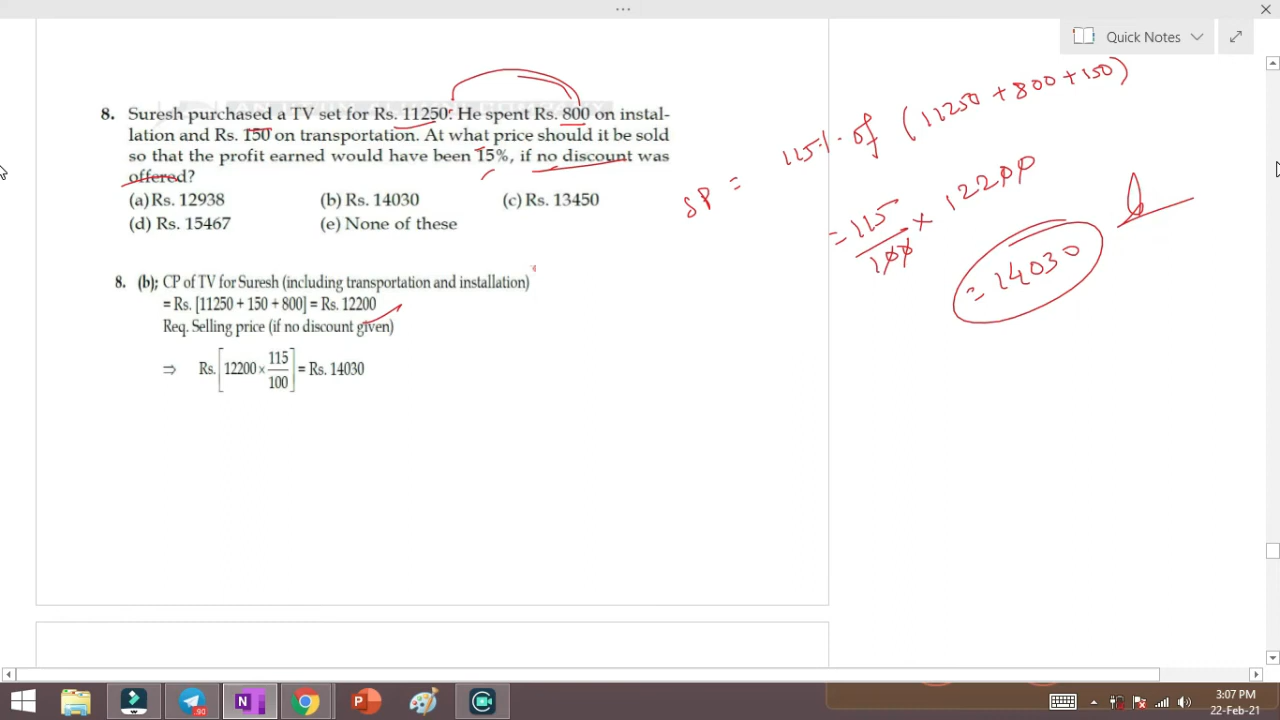 Quick Notes
8. Suresh purchased a TV set for Rs. 11250. He spent Rs. 800 on instal-
lation and Rs. 150 on transportation. At what price should it be sold
so that the profit earned would have been 15%, if no discount was
offered?
(a) Rs. 12938 (b) Rs. 14030 (c) Rs. 13450
(d) Rs. 15467 (e) None of these
8. (b); CP of TV for Suresh (including transportation and installation)
= Rs. [11250 + 150 + 800] = Rs. 12200
Req. Selling price (if no discount given)
⇒ Rs. [12200 × 115/100] = Rs. 14030
SP = 115% of (11250 + 800 + 150)
= 115/100 × 12200
= 14030 b
90
3:07 PM
22-Feb-21